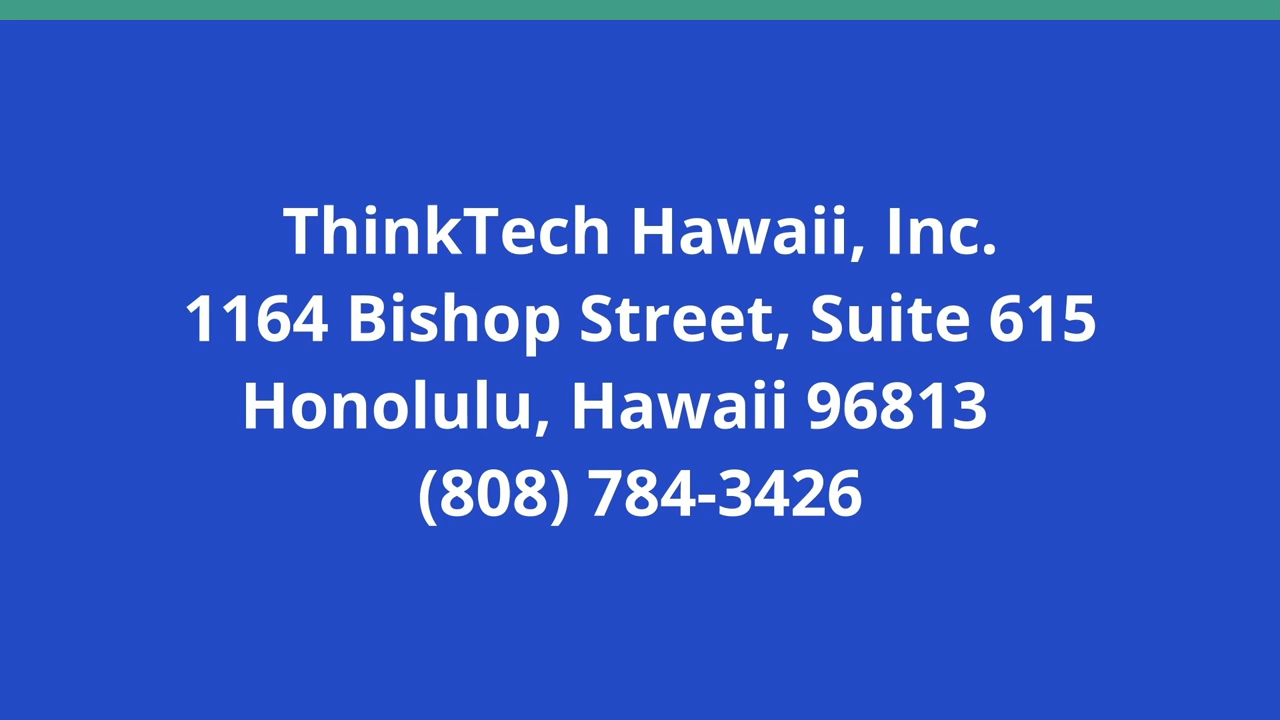 ThinkTech Hawaii, Inc.
1164 Bishop Street, Suite 615
Honolulu, Hawaii 96813
(808) 784-3426